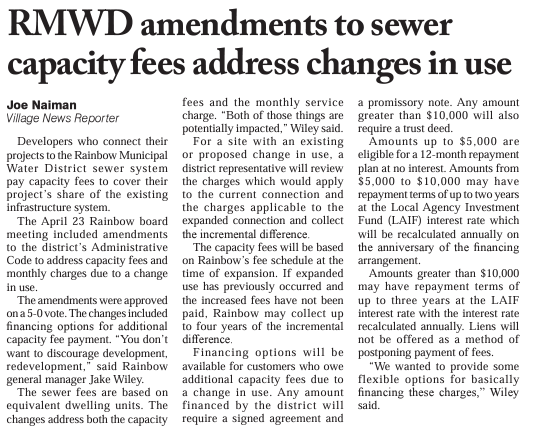 RMWD amendments to sewer
capacity fees address changes in use
Joe Naiman
Village News Reporter
Developers who connect their
projects to the Rainbow Municipal
Water District sewer system
pay capacity fees to cover their
project's share of the existing
infrastructure system.
The April 23 Rainbow board
meeting included amendments
to the district's Administrative
Code to address capacity fees and
monthly charges due to a change
in use.
The amendments were approved
on a 5-0 vote. The changes included
financing options for additional
capacity fee payment. "You don't
want to discourage development,
redevelopment," said Rainbow
general manager Jake Wiley.
The sewer fees are based on
equivalent dwelling units. The
changes address both the capacity
fees and the monthly service
charge. "Both of those things are
potentially impacted," Wiley said.
For a site with an existing
or proposed change in use, a
district representative will review
the charges which would apply
to the current connection and
the charges applicable to the
expanded connection and collect
the incremental difference.
The capacity fees will be based
on Rainbow's fee schedule at the
time of expansion. If expanded
use has previously occurred and
the increased fees have not been
paid, Rainbow may collect up
to four years of the incremental
difference.
Financing options will be
available for customers who owe
additional capacity fees due to
a change in use. Any amount
financed by the district will
require a signed agreement and
a promissory note. Any amount
greater than $10,000 will also
require a trust deed.
Amounts up to $5,000 are
eligible for a 12-month repayment
plan at no interest. Amounts from
$5,000 to $10,000 may have
repayment terms of up to two years
at the Local Agency Investment
Fund (LAIF) interest rate which
will be recalculated annually on
the anniversary of the financing
arrangement.
Amounts greater than $10,000
may have repayment terms of
up to three years at the LAIF
interest rate with the interest rate
recalculated annually. Liens will
not be offered as a method of
postponing payment of fees.
"We wanted to provide some
flexible options for basically
financing these charges," Wiley
said.